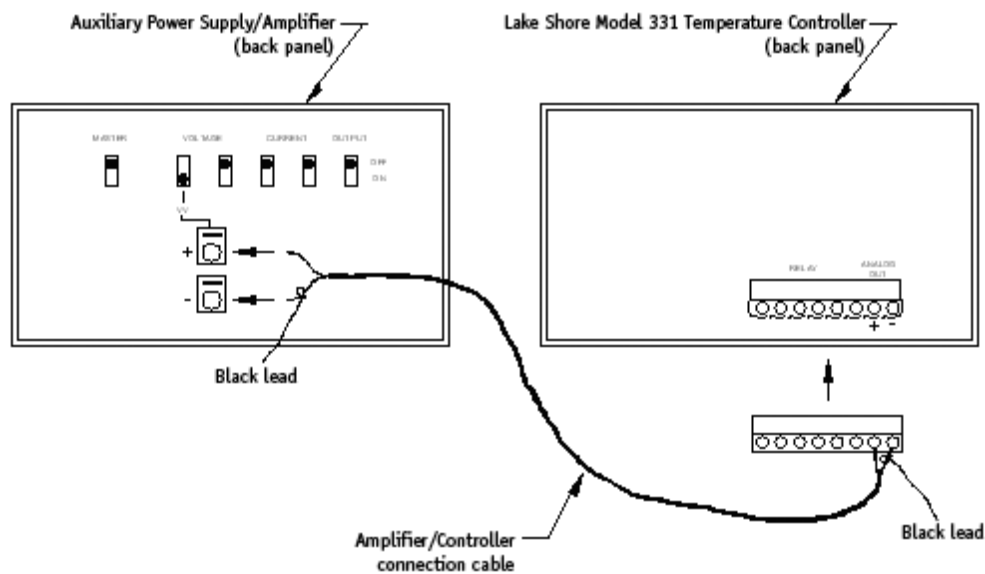 Auxiliary Power Supply/Amplifier
(back panel)
Lake Shore Model 331 Temperature Controller
(back panel)
MASTER VOLTAGE CURRENT OUTPUT
OFF
ON
VV
+
-
RELAY
ANALOG
OUT
+ -
Black lead
Black lead
Amplifier/Controller
connection cable